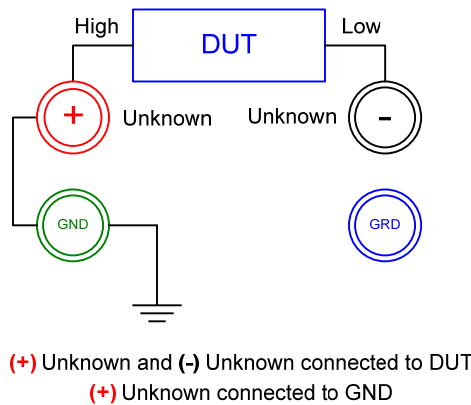 High DUT Low
+ Unknown Unknown -
GND GRD
(+) Unknown and (-) Unknown connected to DUT
(+) Unknown connected to GND